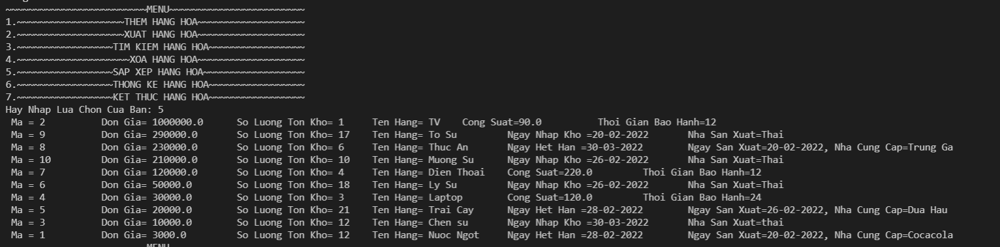 ~~~~~~~~~~~~~~~~~~~~~~~~~MENU~~~~~~~~~~~~~~~~~~~~~~~~
1.~~~~~~~~~~~~~~~~~~~THEM HANG HOA~~~~~~~~~~~~~~~~~~~
2.~~~~~~~~~~~~~~~~~~~XUAT HANG HOA~~~~~~~~~~~~~~~~~~~
3.~~~~~~~~~~~~~~~~~TIM KIEM HANG HOA~~~~~~~~~~~~~~~~~
4.~~~~~~~~~~~~~~~~~~~~XOA HANG HOA~~~~~~~~~~~~~~~~~~~
5.~~~~~~~~~~~~~~~~~SAP XEP HANG HOA~~~~~~~~~~~~~~~~~~
6.~~~~~~~~~~~~~~~~~THONG KE HANG HOA~~~~~~~~~~~~~~~~~
7.~~~~~~~~~~~~~~~~~KET THUC HANG HOA~~~~~~~~~~~~~~~~~
Hay Nhap Lua Chon Cua Ban: 5
Ma = 2 Don Gia= 1000000.0 So Luong Ton Kho= 1 Ten Hang= TV Cong Suat=90.0 Thoi Gian Bao Hanh=12
Ma = 9 Don Gia= 290000.0 So Luong Ton Kho= 17 Ten Hang= To Su Ngay Nhap Kho =20-02-2022 Nha San Xuat=Thai
Ma = 8 Don Gia= 230000.0 So Luong Ton Kho= 6 Ten Hang= Thuc An Ngay Het Han =30-03-2022 Ngay San Xuat=20-02-2022, Nha Cung Cap=Trung Ga
Ma = 10 Don Gia= 210000.0 So Luong Ton Kho= 10 Ten Hang= Muong Su Ngay Nhap Kho =26-02-2022 Nha San Xuat=Thai
Ma = 7 Don Gia= 120000.0 So Luong Ton Kho= 4 Ten Hang= Dien Thoai Cong Suat=220.0 Thoi Gian Bao Hanh=12
Ma = 6 Don Gia= 50000.0 So Luong Ton Kho= 18 Ten Hang= Ly Su Ngay Nhap Kho =26-02-2022 Nha San Xuat=Thai
Ma = 4 Don Gia= 30000.0 So Luong Ton Kho= 3 Ten Hang= Laptop Cong Suat=120.0 Thoi Gian Bao Hanh=24
Ma = 5 Don Gia= 20000.0 So Luong Ton Kho= 21 Ten Hang= Trai Cay Ngay Het Han =28-02-2022 Ngay San Xuat=26-02-2022, Nha Cung Cap=Dua Hau
Ma = 3 Don Gia= 10000.0 So Luong Ton Kho= 12 Ten Hang= Chen su Ngay Nhap Kho =30-03-2022 Nha San Xuat=thai
Ma = 1 Don Gia= 3000.0 So Luong Ton Kho= 12 Ten Hang= Nuoc Ngot Ngay Het Han =28-02-2022 Ngay San Xuat=20-02-2022, Nha Cung Cap=Cocacola
MENU